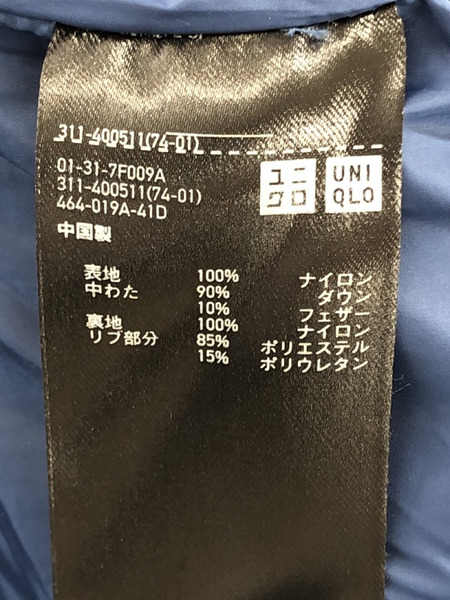 311-400511(74-01)
01-31-7F009A
311-400511(74-01)
464-019A-41D
ユニクロ
UNIQLO
中国製
表地 100% ナイロン
中わた 90% ダウン
10% フェザー
裏地 100% ナイロン
リブ部分 85% ポリエステル
15% ポリウレタン